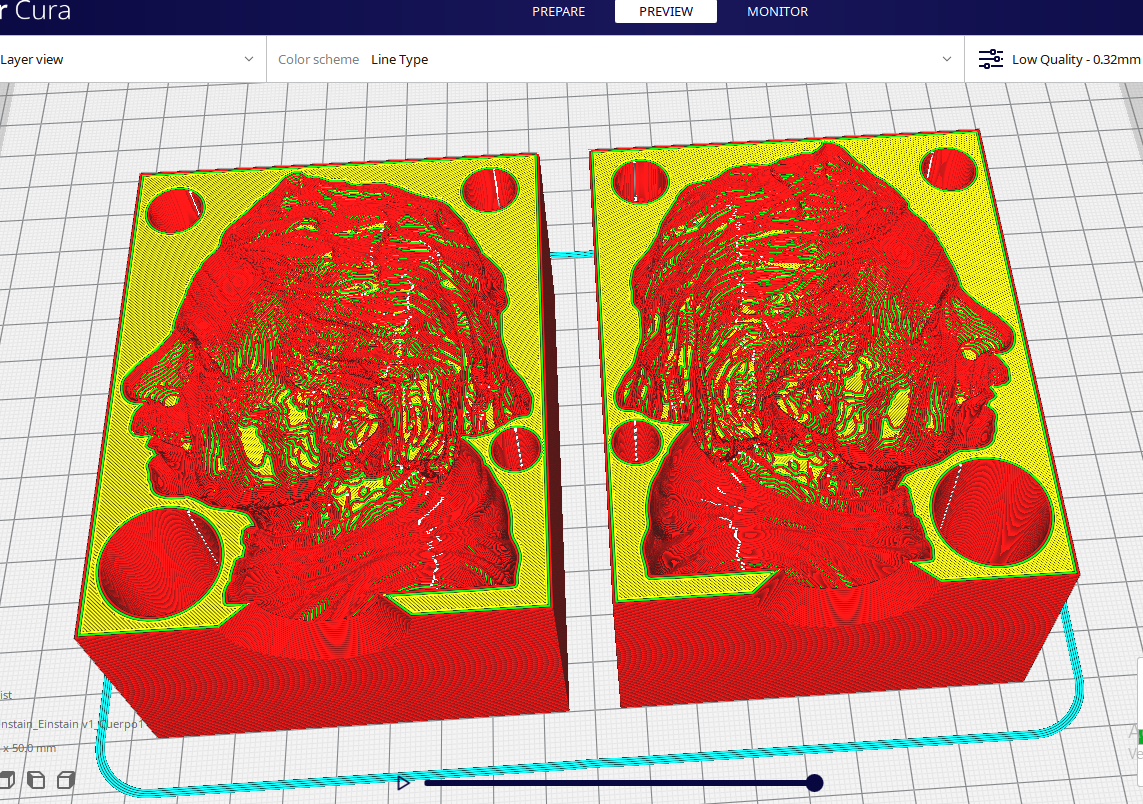 r Cura
PREPARE
PREVIEW
MONITOR
Layer view
Color scheme Line Type
Low Quality - 0.32mm
ist
nstain_Einstain v1_Cuerpo1
x 50.0 mm
A
Ve